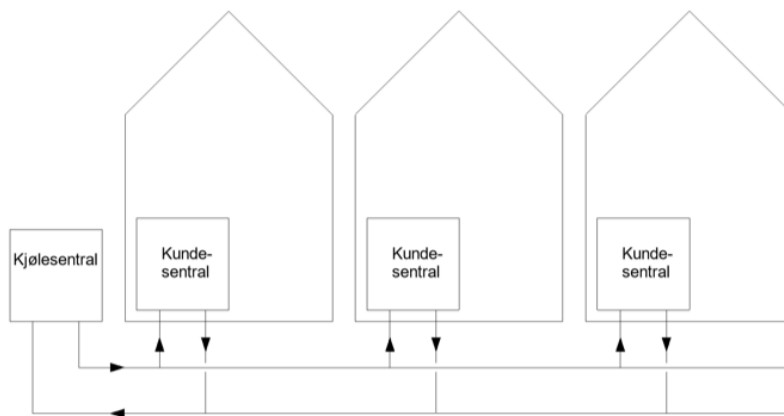 Kjølesentral
Kunde-
sentral
Kunde-
sentral
Kunde-
sentral